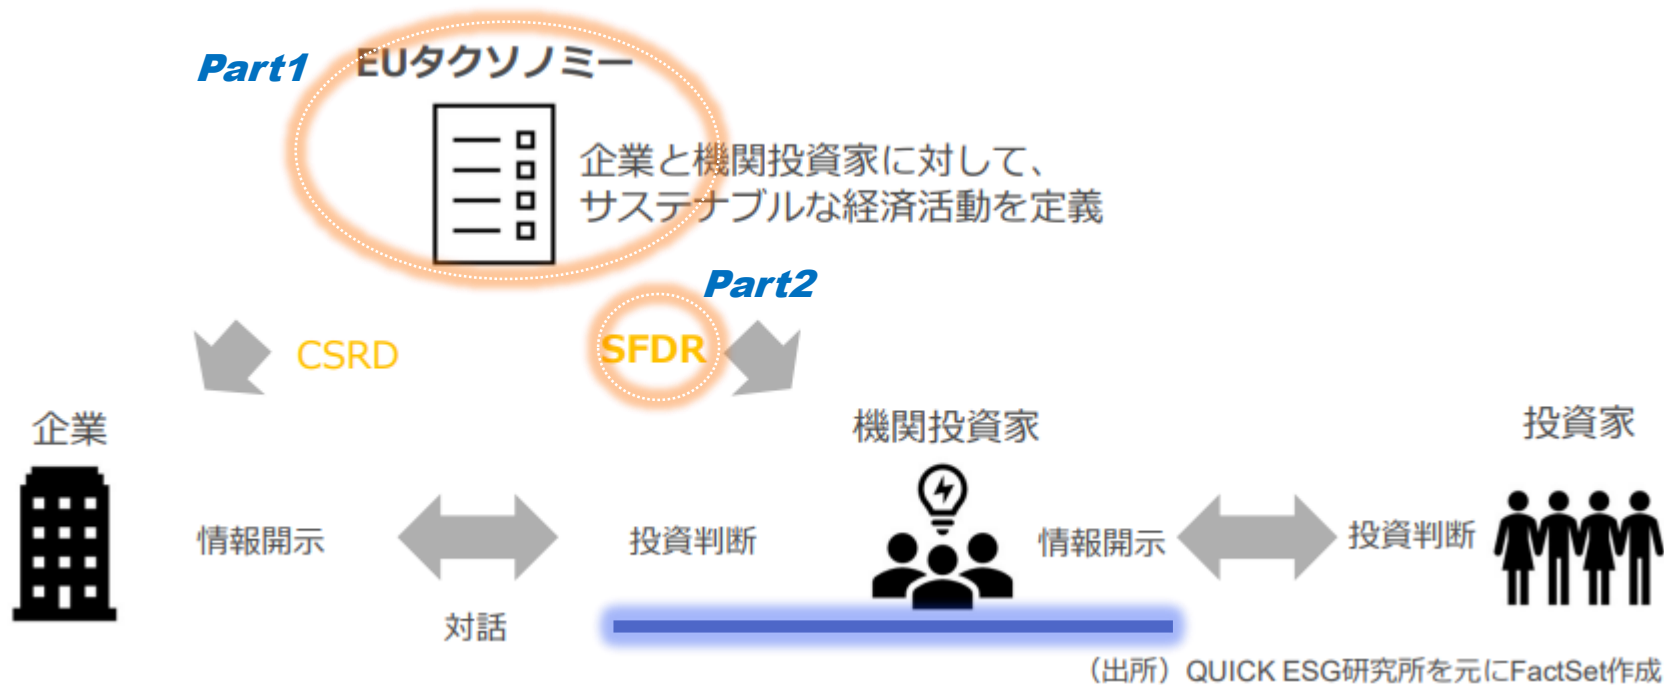 Part1
EUタクソノミー
企業と機関投資家に対して、
サステナブルな経済活動を定義
Part2
CSRD
SFDR
企業
機関投資家
投資家
情報開示
投資判断
情報開示
投資判断
対話
（出所）QUICK ESG研究所を元にFactSet作成